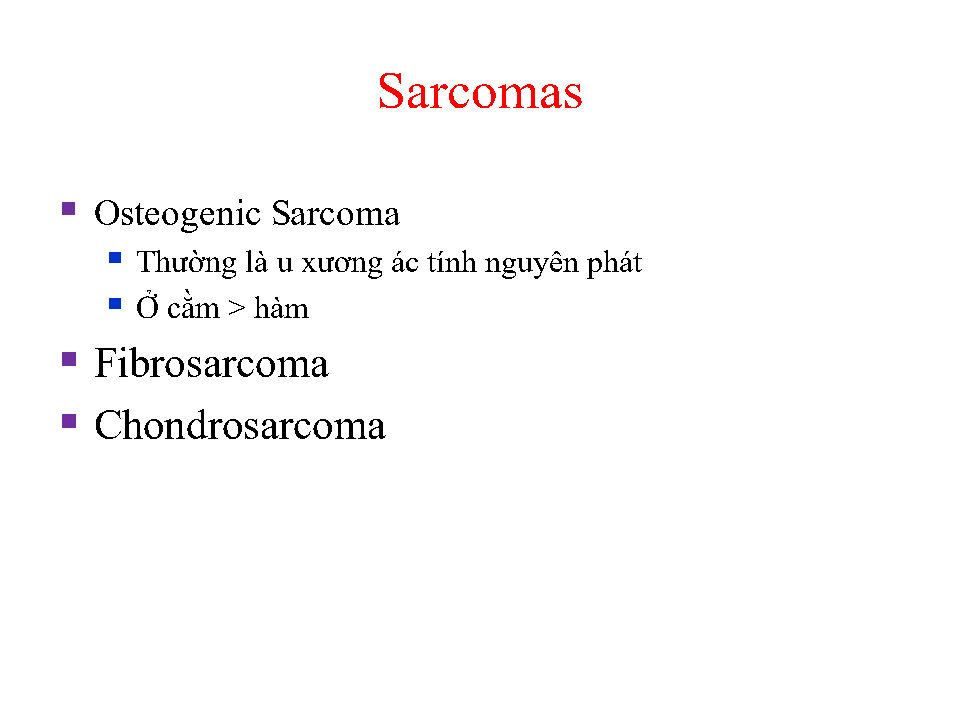 Sarcomas
Osteogenic Sarcoma
Thường là u xương ác tính nguyên phát
Ở cằm > hàm
Fibrosarcoma
Chondrosarcoma